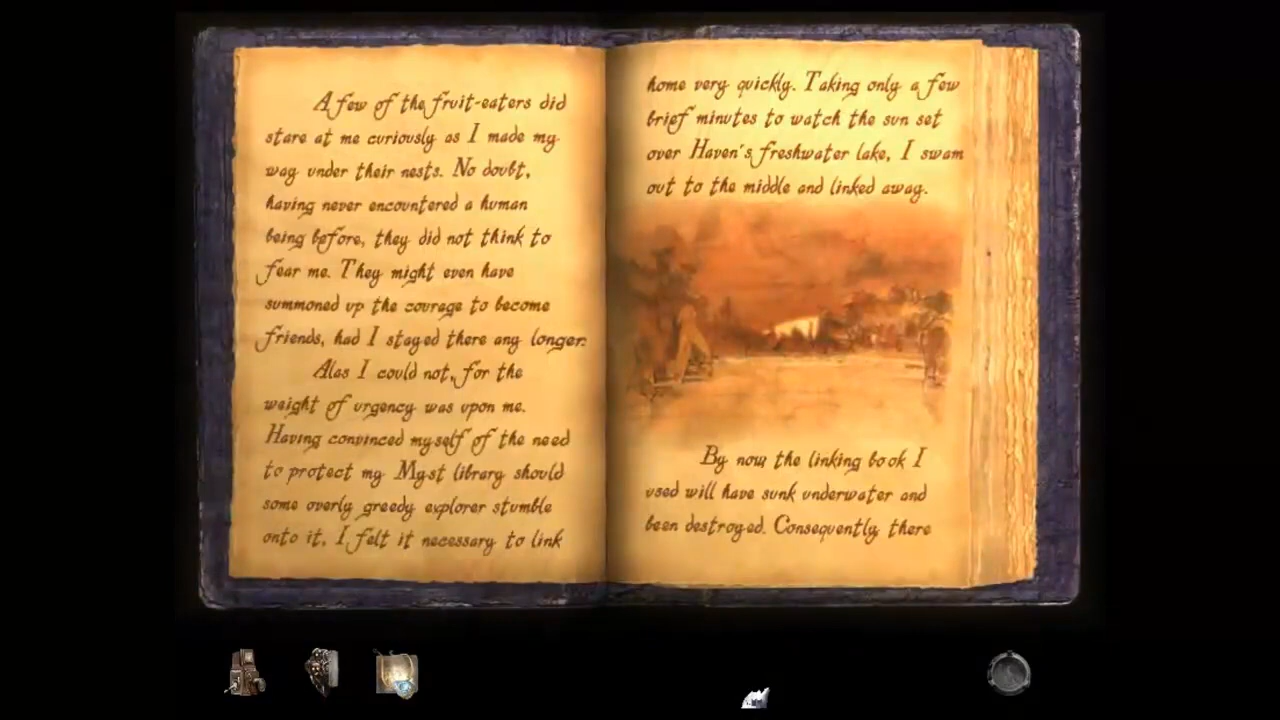 A few of the fruit-eaters did
stare at me curiously as I made my
way under their nests. No doubt,
having never encountered a human
being before, they did not think to
fear me. They might even have
summoned up the courage to become
friends, had I stayed there any longer.
Alas I could not, for the
weight of urgency was upon me.
Having convinced myself of the need
to protect my Myst library should
some overly greedy explorer stumble
onto it, I felt it necessary to link
home very quickly. Taking only a few
brief minutes to watch the sun set
over Haven's freshwater lake, I swam
out to the middle and linked away.
By now the linking book I
used will have sunk underwater and
been destroyed. Consequently there